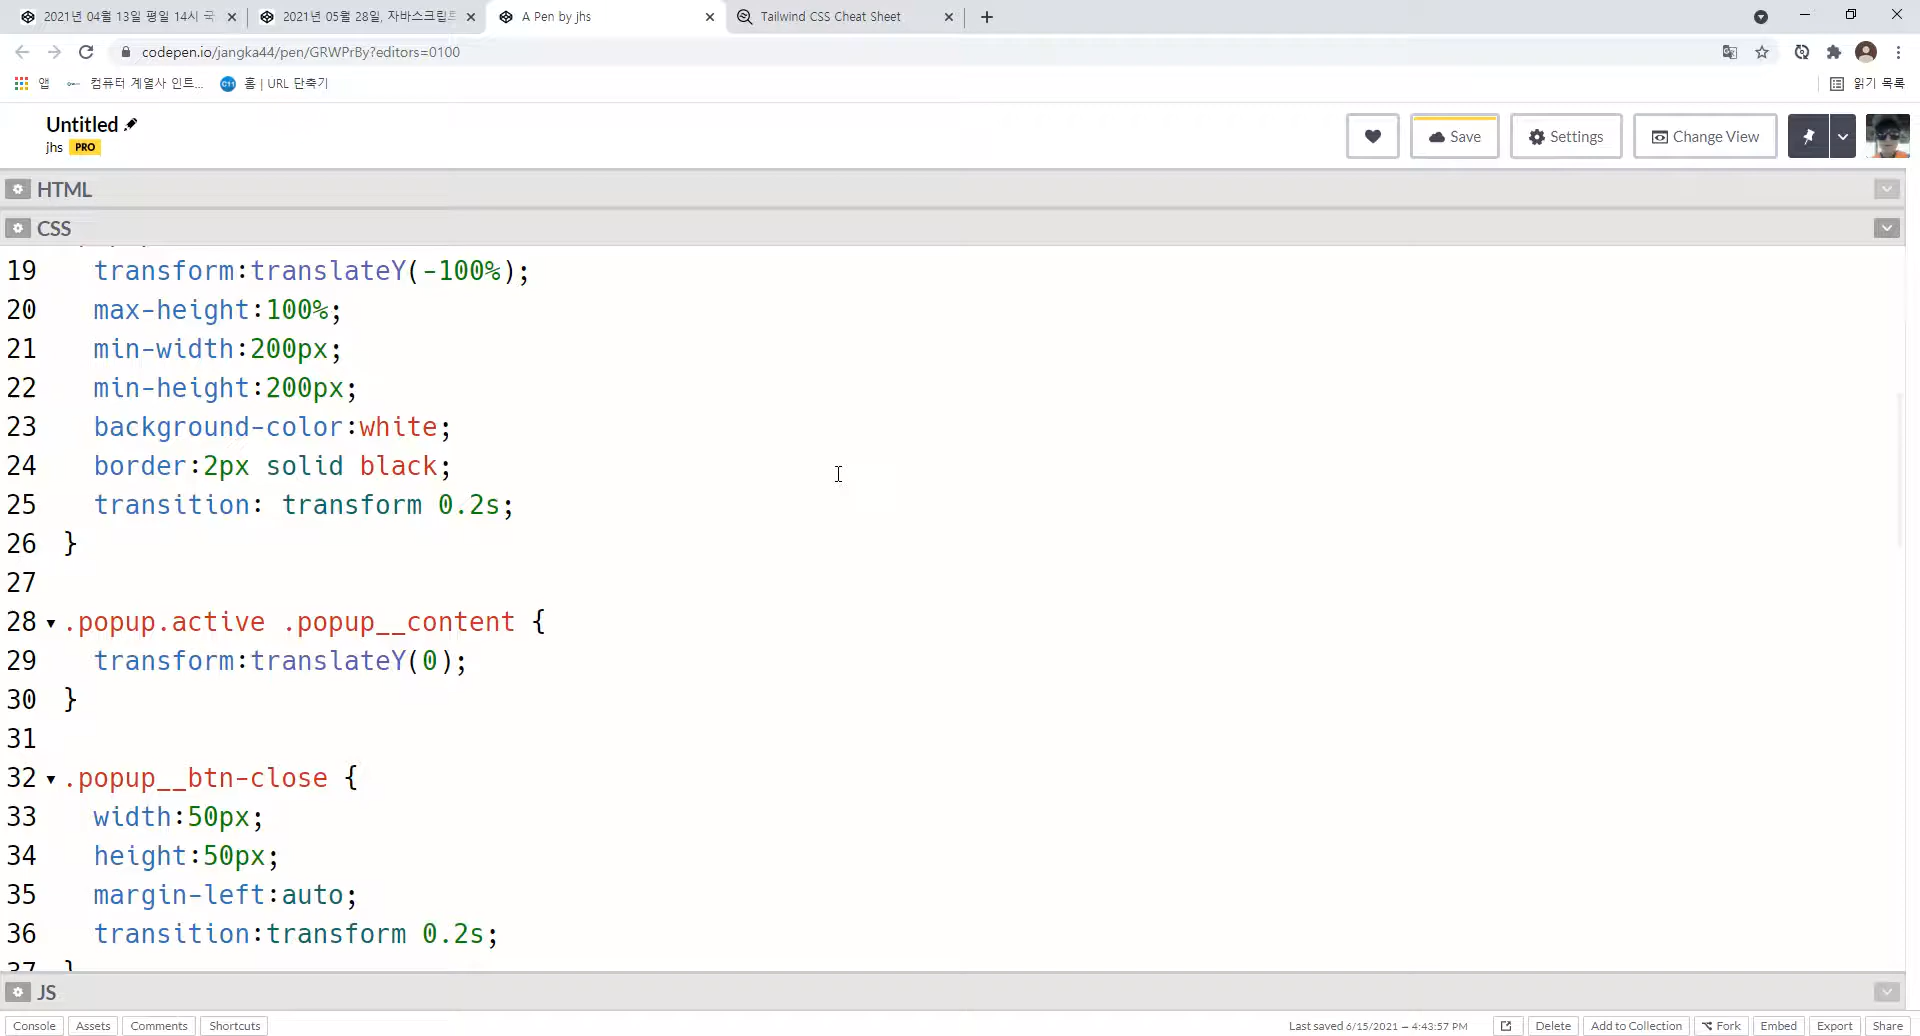 2021년 04월 13일 평일 14시 국
2021년 05월 28일, 자바스크립트
A Pen by jhs
Tailwind CSS Cheat Sheet
codepen.io/jangka44/pen/GRWPrBy?editors=0100
앱
컴퓨터 계열사 인트...
홈 | URL 단축기
읽기 목록
Untitled
jhs PRO
Save
Settings
Change View
HTML
CSS
19 transform:translateY(-100%);
20 max-height:100%;
21 min-width:200px;
22 min-height:200px;
23 background-color:white;
24 border:2px solid black;
25 transition: transform 0.2s;
26 }
27
28 .popup.active .popup__content {
29 transform:translateY(0);
30 }
31
32 .popup__btn-close {
33 width:50px;
34 height:50px;
35 margin-left:auto;
36 transition:transform 0.2s;
37 }
JS
Console Assets Comments Shortcuts
Last saved 6/15/2021 — 4:43:57 PM
Delete Add to Collection Fork Embed Export Share